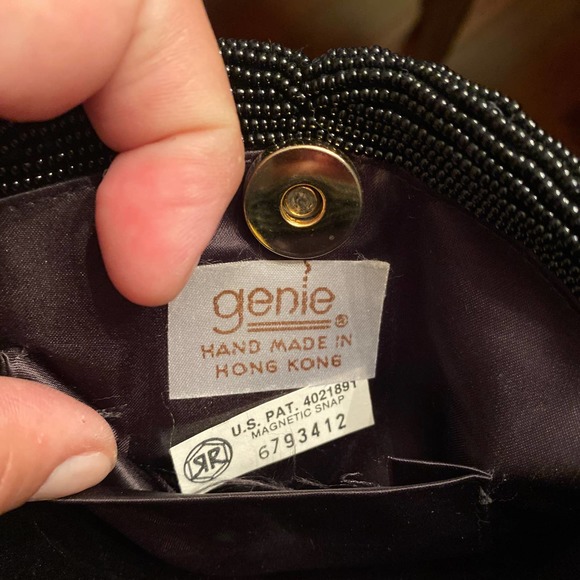 genie®
HAND MADE IN
HONG KONG
U.S. PAT. 4021891
MAGNETIC SNAP
6793412
RR